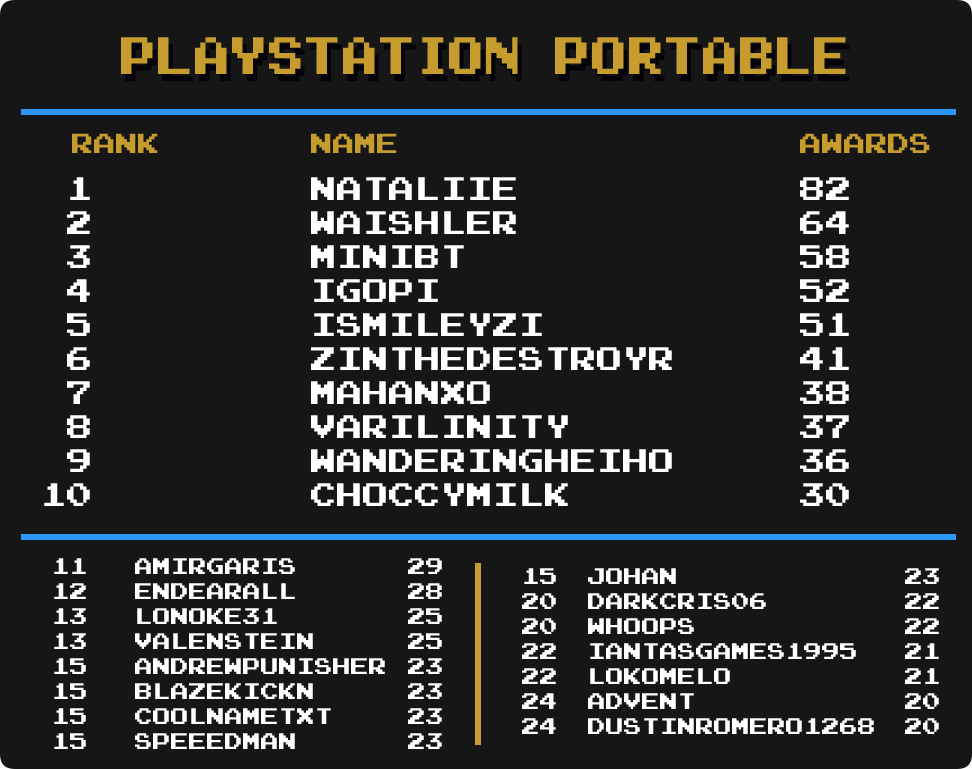 PLAYSTATION PORTABLE
RANK NAME AWARDS
1 NATALIIE 82
2 WAISHLER 64
3 MINIBT 58
4 IGOPI 52
5 ISMILEYZI 51
6 ZINTHEDESTROYR 41
7 MAHANXO 38
8 VARILINITY 37
9 WANDERINGHEIHO 36
10 CHOCCYMILK 30
11 AMIRGARIS 29
12 ENDEARALL 28
13 LONOKE31 25
13 VALENSTEIN 25
15 ANDREWPUNISHER 23
15 BLAZEKICKN 23
15 COOLNAMETXT 23
15 SPEEEDMAN 23
15 JOHAN 23
20 DARKCRIS06 22
20 WHOOPS 22
22 IANTASGAMES1995 21
22 LOKOMELO 21
24 ADVENT 20
24 DUSTINROMERO1268 20